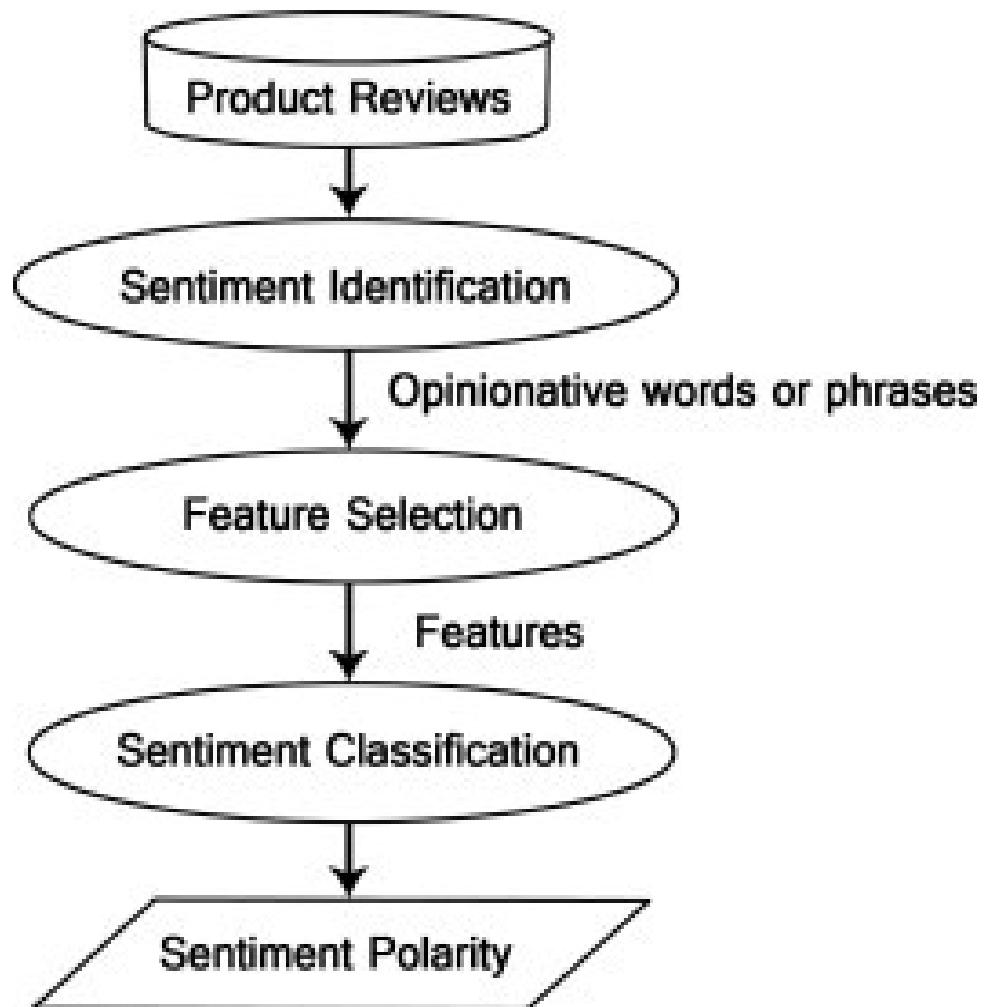 Product Reviews
Sentiment Identification
Opinionative words or phrases
Feature Selection
Features
Sentiment Classification
Sentiment Polarity